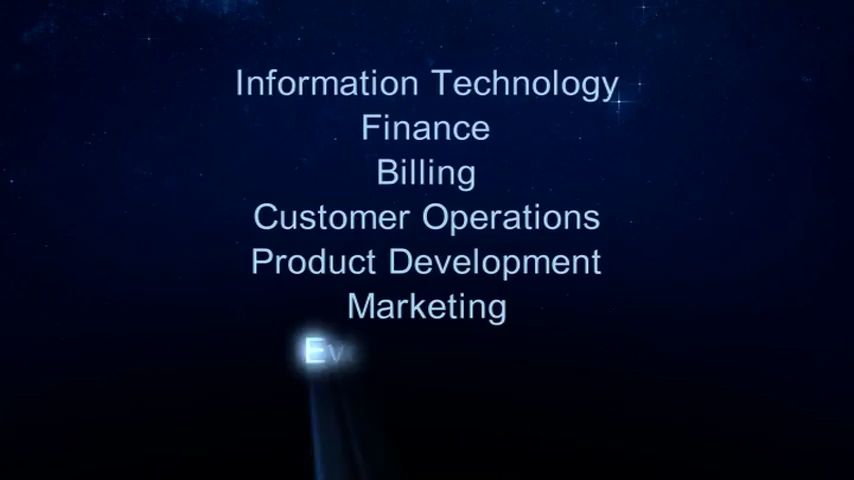 Information Technology
Finance
Billing
Customer Operations
Product Development
Marketing